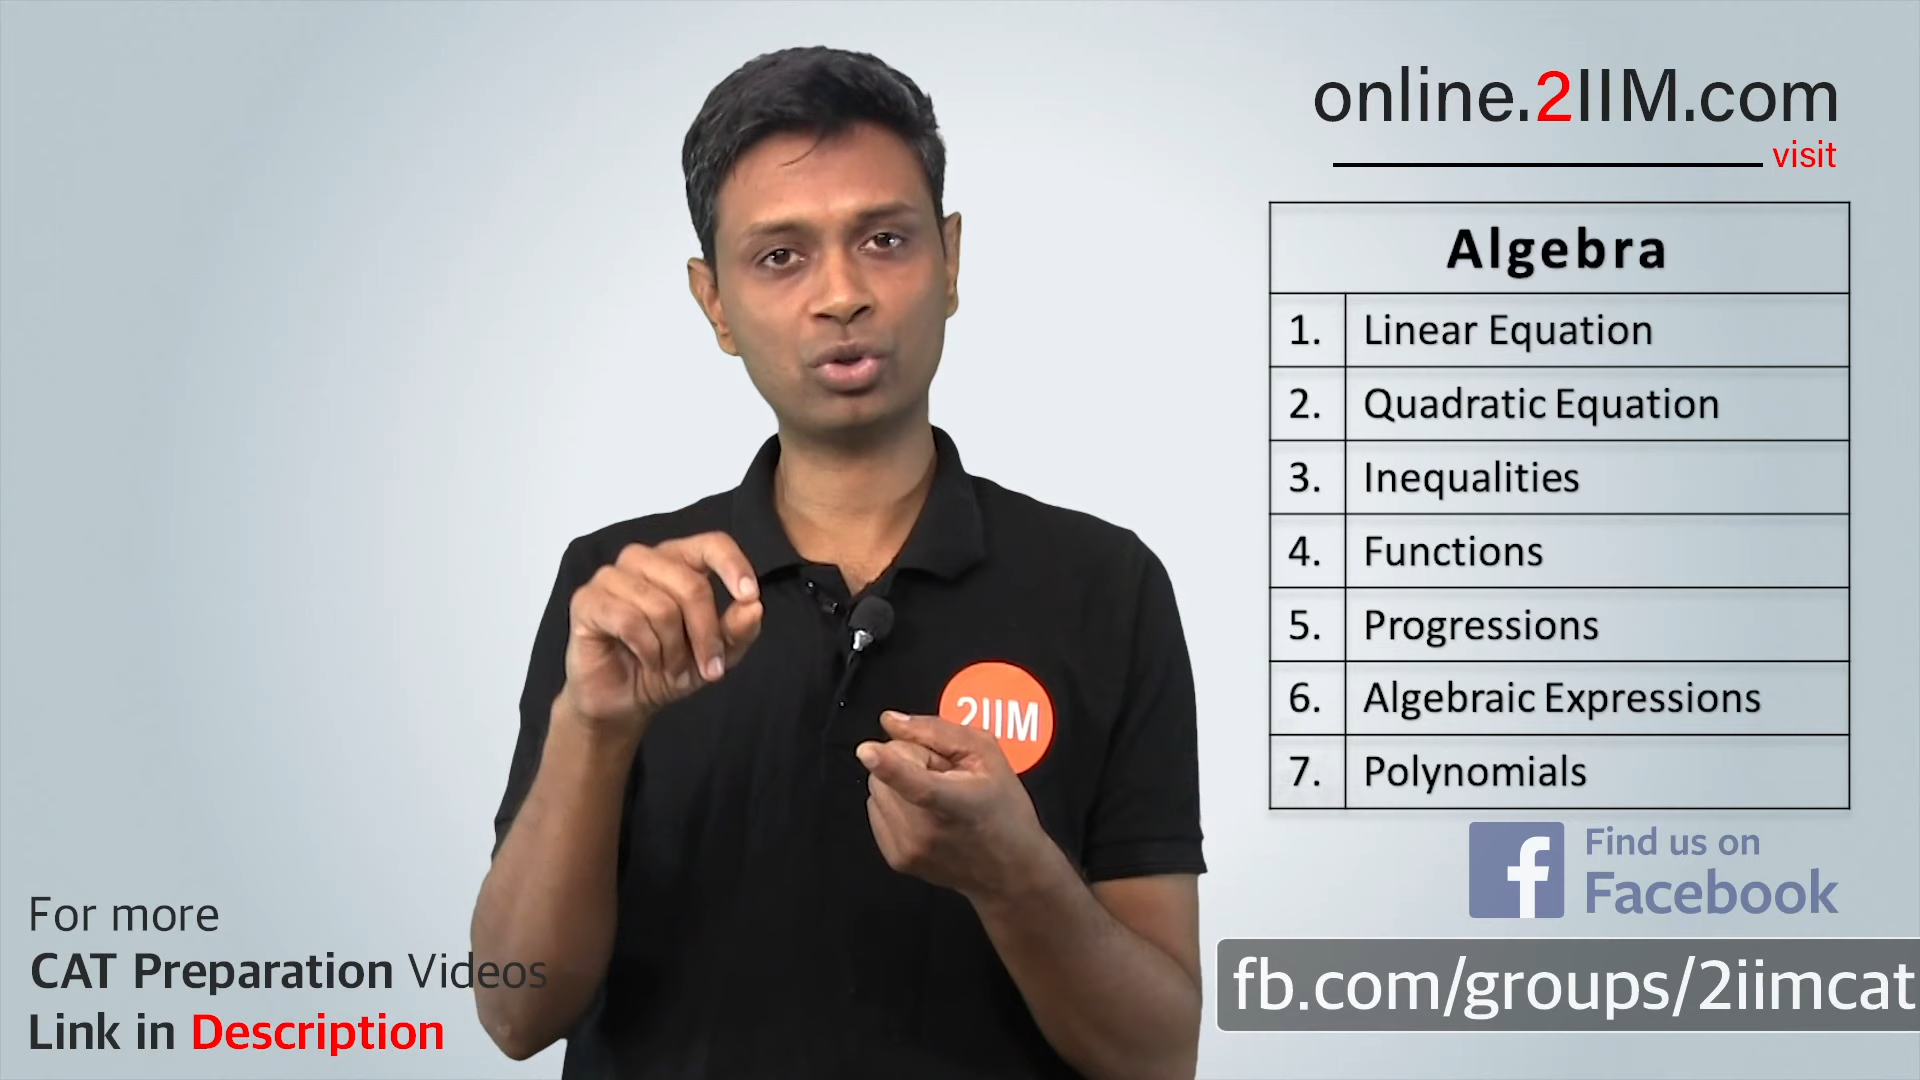 online.2IIM.com
visit
Algebra
1. Linear Equation
2. Quadratic Equation
3. Inequalities
4. Functions
5. Progressions
6. Algebraic Expressions
7. Polynomials
2IIM
Find us on
Facebook
fb.com/groups/2iimcat
For more
CAT Preparation Videos
Link in Description